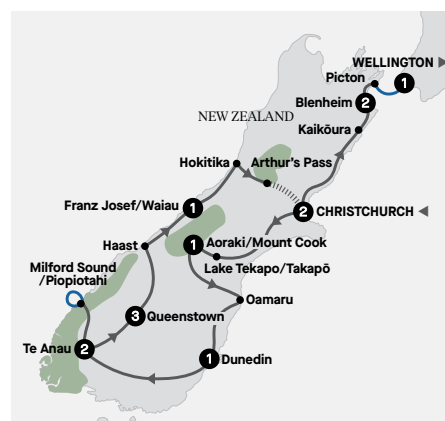 WELLINGTON
1
Picton
Blenheim
2
Kaikōura
NEW ZEALAND
Hokitika
Arthur's Pass
Franz Josef/Waiau
1
2
CHRISTCHURCH
Haast
1
Aoraki/Mount Cook
Lake Tekapo/Takapō
Milford Sound
/Piopiotahi
Oamaru
3
Queenstown
Te Anau
2
1
Dunedin